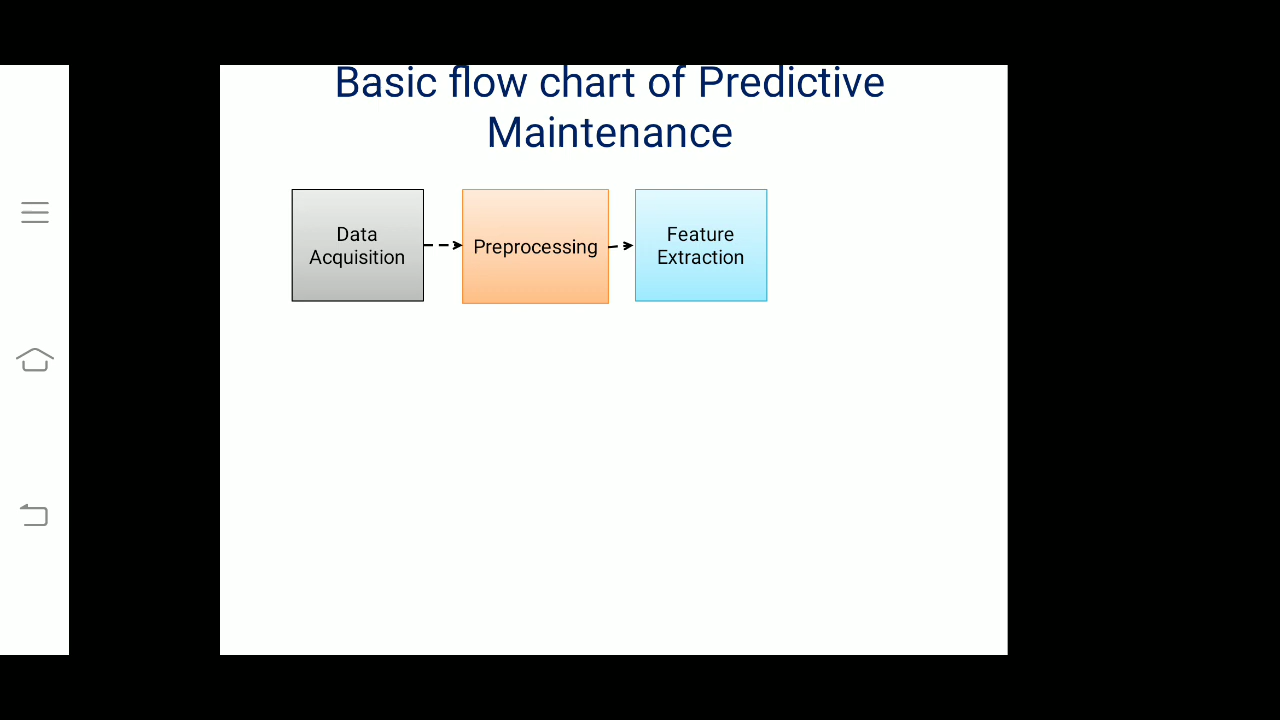 Basic flow chart of Predictive
Maintenance
Data
Acquisition
Preprocessing
Feature
Extraction